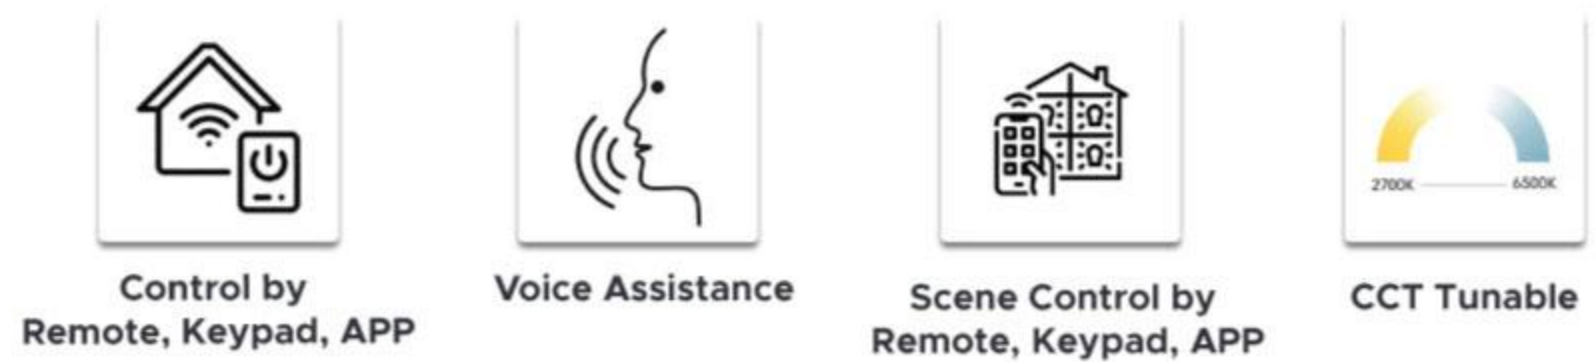 2700K
6500K
Control by
Remote, Keypad, APP
Voice Assistance
Scene Control by
Remote, Keypad, APP
CCT Tunable